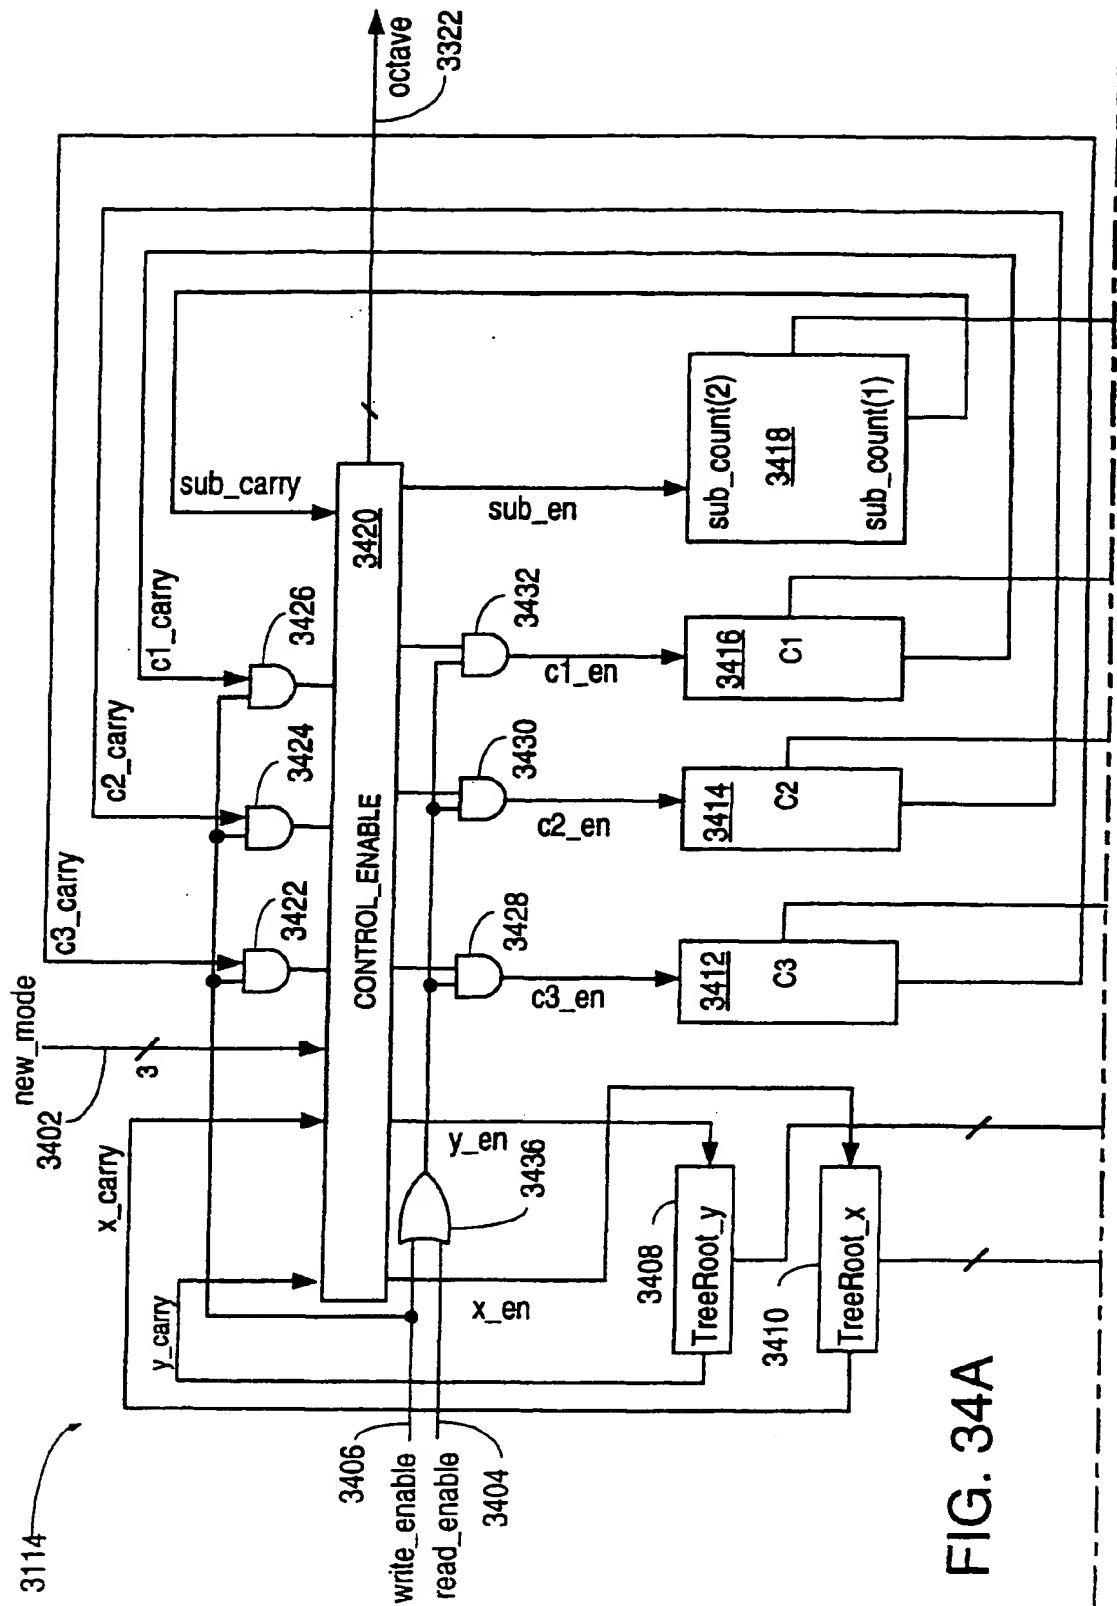 3114
write_enable
3406
read_enable
3404
y_carry
x_carry
3402
new_mode
3
c3_carry
c2_carry
c1_carry
sub_carry
3422
3424
3426
CONTROL_ENABLE
3420
octave
3322
x_en
3436
y_en
3428
3430
3432
c3_en
c2_en
c1_en
sub_en
3408
TreeRoot_y
3410
TreeRoot_x
3412
C3
3414
C2
3416
C1
sub_count(2)
3418
sub_count(1)
FIG. 34A